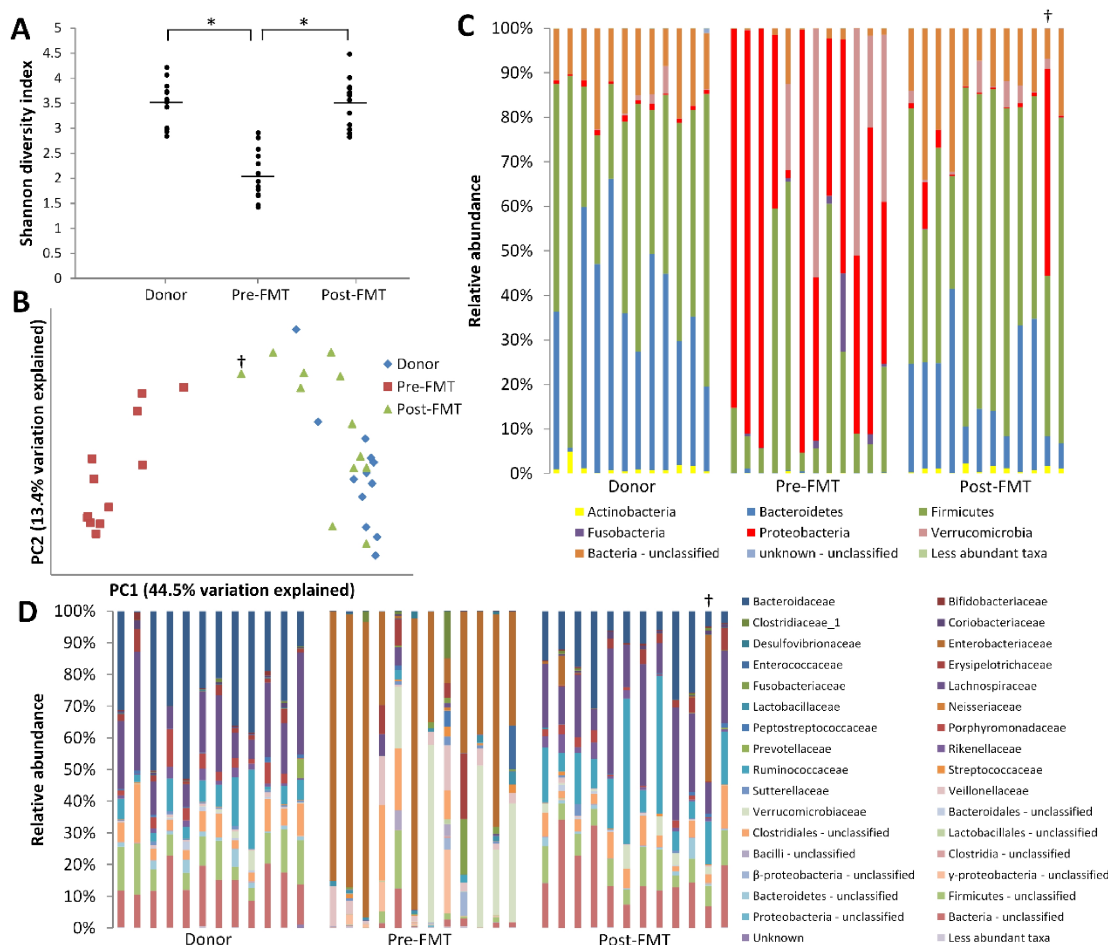 A
*
*
Shannon diversity index
5
4.5
4
3.5
3
2.5
2
1.5
1
0.5
0
Donor
Pre-FMT
Post-FMT
B
PC2 (13.4% variation explained)
†
Donor
Pre-FMT
Post-FMT
PC1 (44.5% variation explained)
C
†
Relative abundance
100%
90%
80%
70%
60%
50%
40%
30%
20%
10%
0%
Donor
Pre-FMT
Post-FMT
Actinobacteria
Bacteroidetes
Firmicutes
Fusobacteria
Proteobacteria
Verrucomicrobia
Bacteria - unclassified
unknown - unclassified
Less abundant taxa
D
†
Relative abundance
100%
90%
80%
70%
60%
50%
40%
30%
20%
10%
0%
Donor
Pre-FMT
Post-FMT
Bacteroidaceae
Bifidobacteriaceae
Clostridiaceae_1
Coriobacteriaceae
Desulfovibrionaceae
Enterobacteriaceae
Enterococcaceae
Erysipelotrichaceae
Fusobacteriaceae
Lachnospiraceae
Lactobacillaceae
Neisseriaceae
Peptostreptococcaceae
Porphyromonadaceae
Prevotellaceae
Rikenellaceae
Ruminococcaceae
Streptococcaceae
Sutterellaceae
Veillonellaceae
Verrucomicrobiaceae
Bacteroidales - unclassified
Clostridiales - unclassified
Lactobacillales - unclassified
Bacilli - unclassified
Clostridia - unclassified
β-proteobacteria - unclassified
γ-proteobacteria - unclassified
Bacteroidetes - unclassified
Firmicutes - unclassified
Proteobacteria - unclassified
Bacteria - unclassified
Unknown
Less abundant taxa